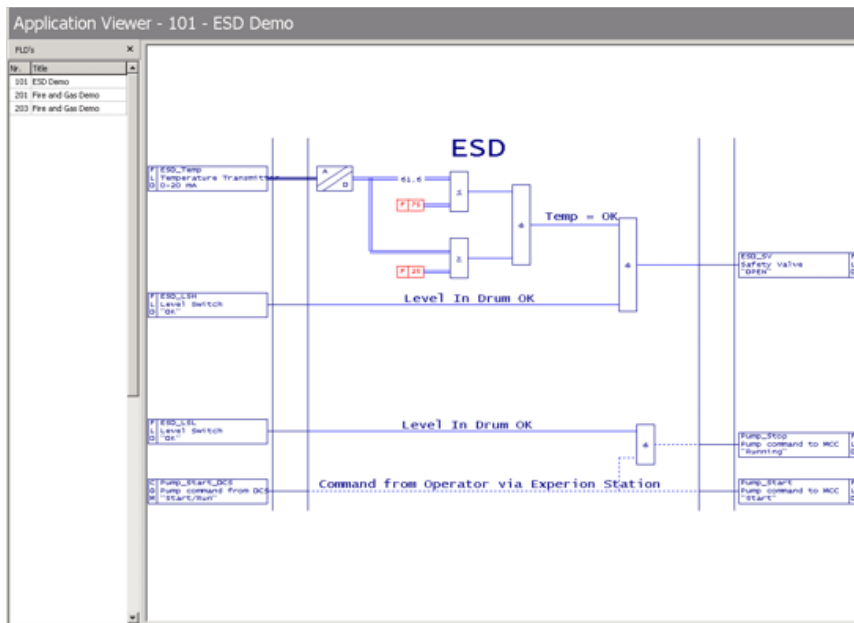 Application Viewer - 101 - ESD Demo
FLD's
Nr. Title
101 ESD Demo
201 Fire and Gas Demo
203 Fire and Gas Demo
ESD
F L D
ESD_Temp
Temperature Transmitter
0-20 mA
A
D
61.6
F 75
&
F 25
Temp = OK
&
ESD_SV
Safety Valve
"OPEN"
F L D
ESD_LSH
Level Switch
"OK"
Level In Drum OK
F L D
ESD_LSL
Level Switch
"OK"
Level In Drum OK
&
Pump_Stop
Pump command to MCC
"Running"
C O M
Pump_Start_DCS
Pump command from DCS
"Start/Run"
Command from Operator via Experion Station
Pump_Start
Pump command to MCC
"Start"